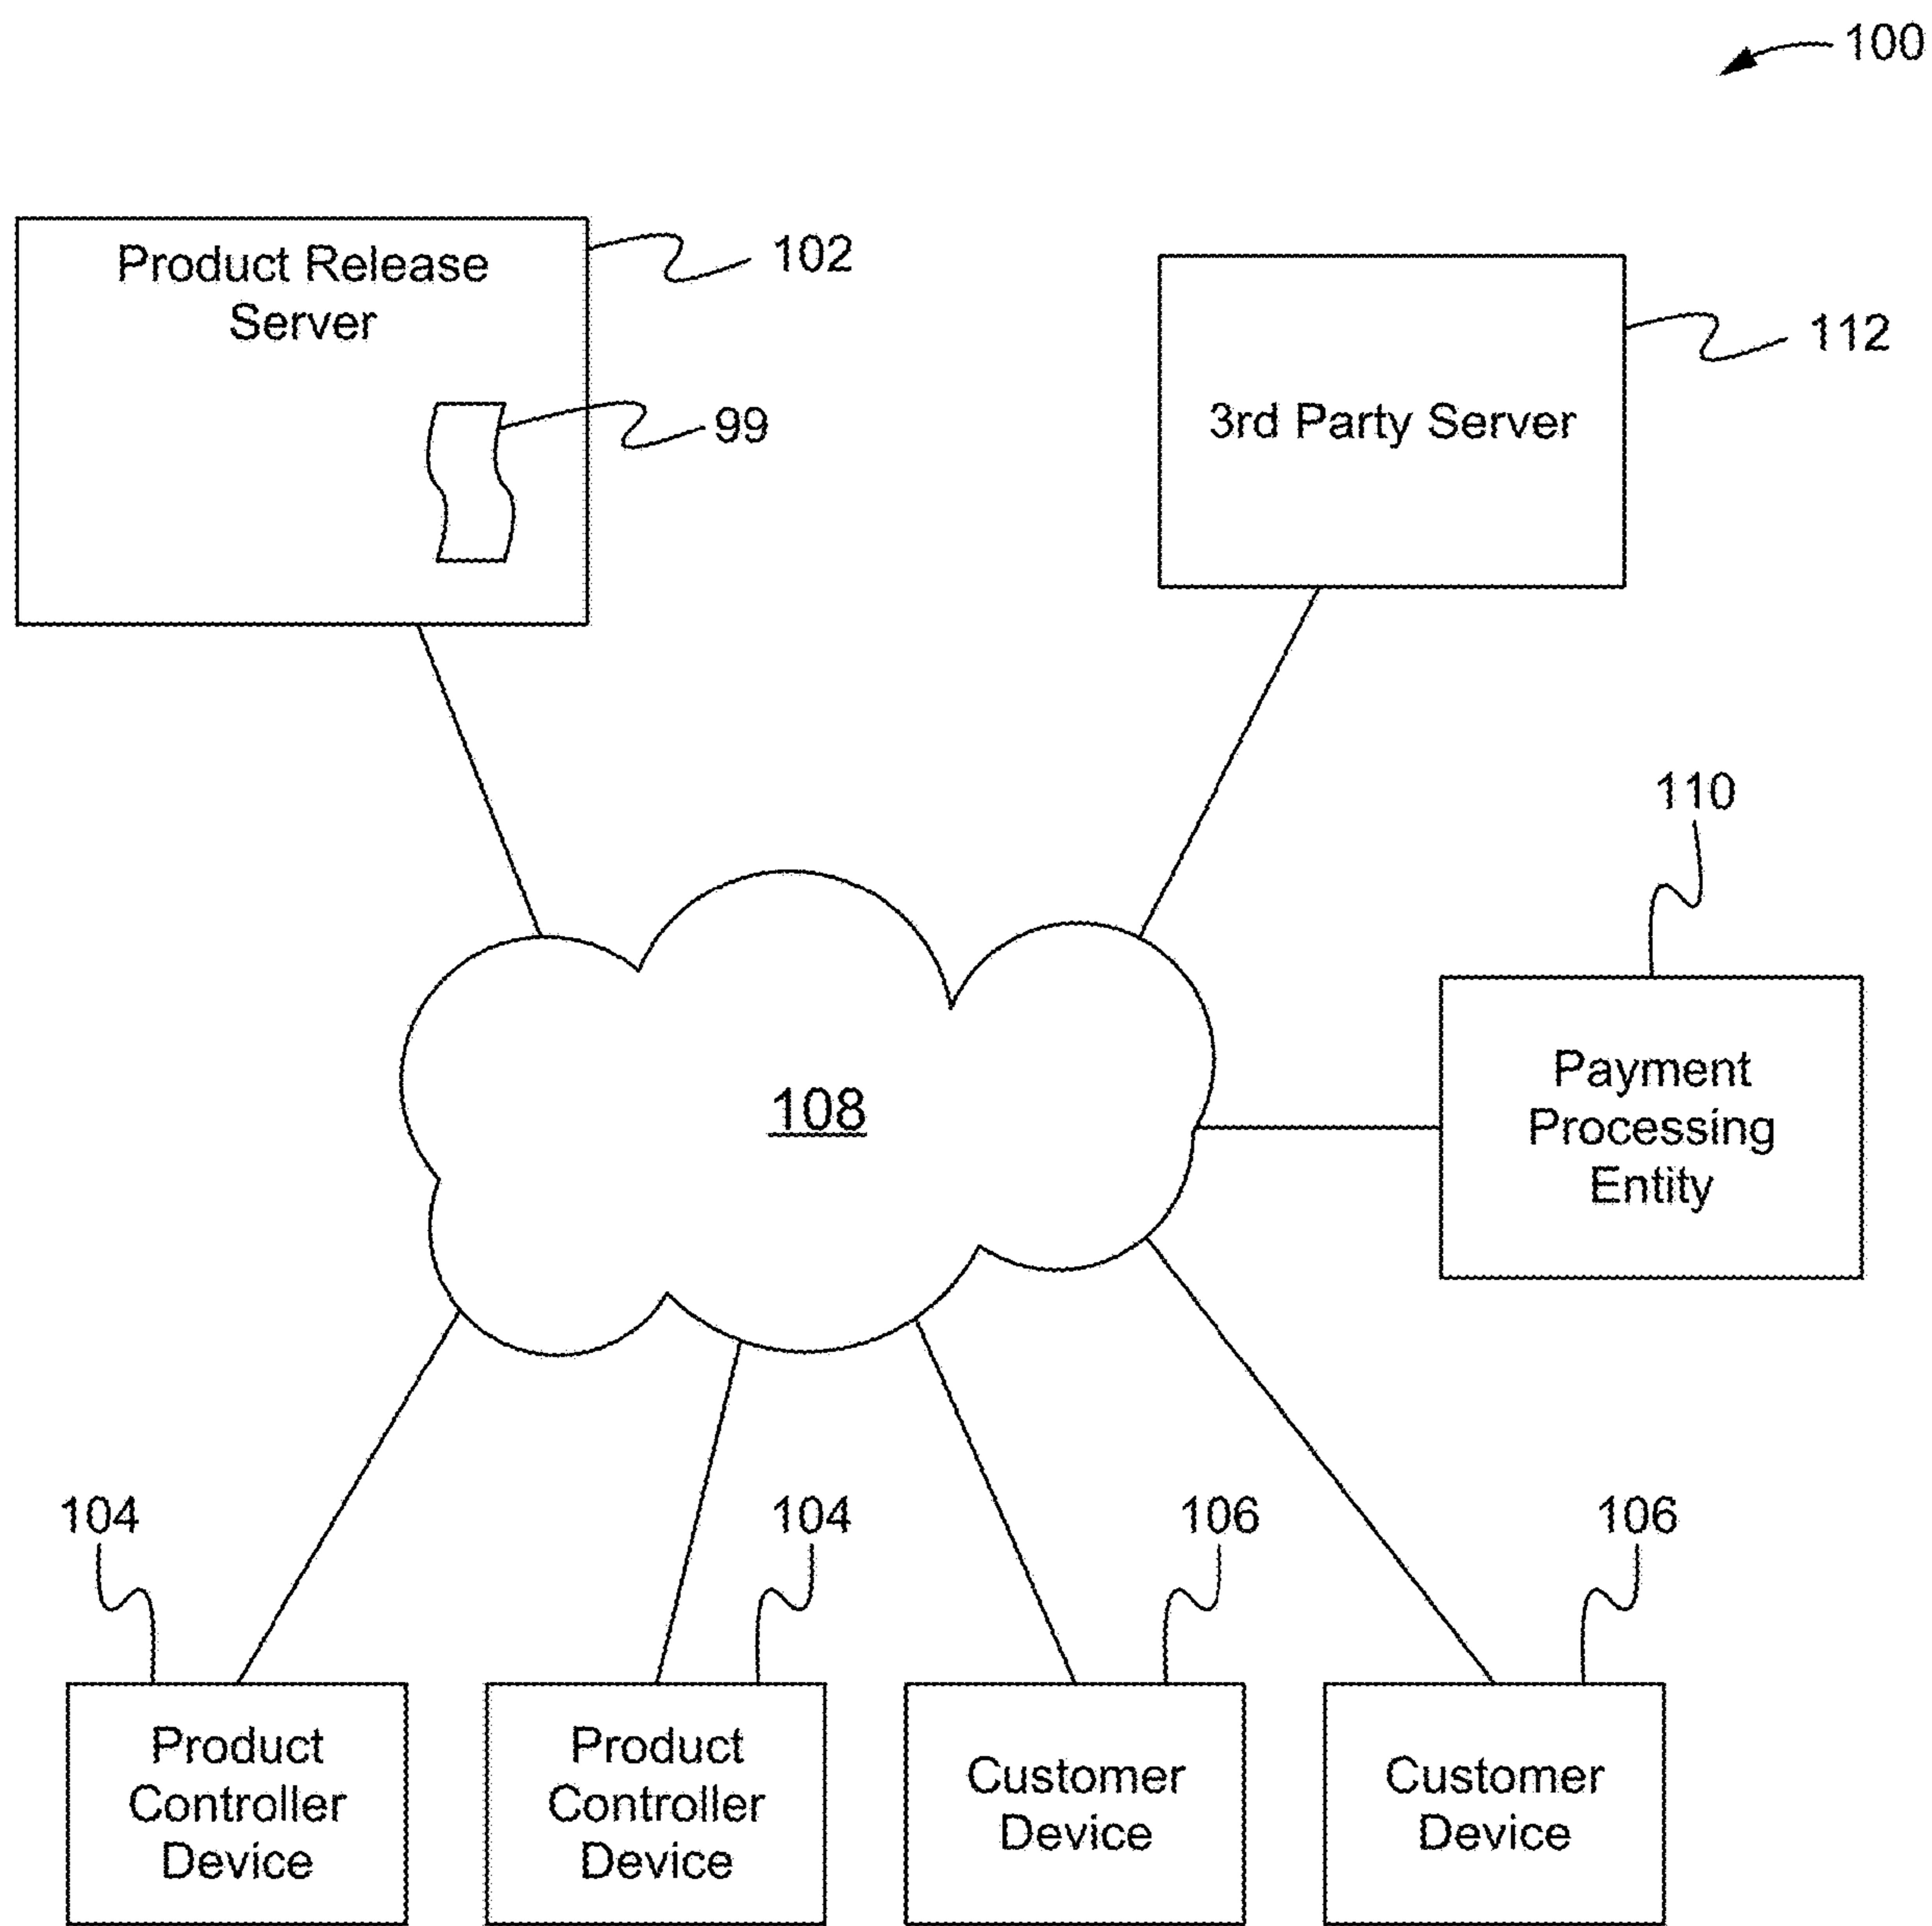 100
Product Release
Server
102
99
3rd Party Server
112
110
Payment
Processing
Entity
108
104
104
106
106
Product
Controller
Device
Product
Controller
Device
Customer
Device
Customer
Device